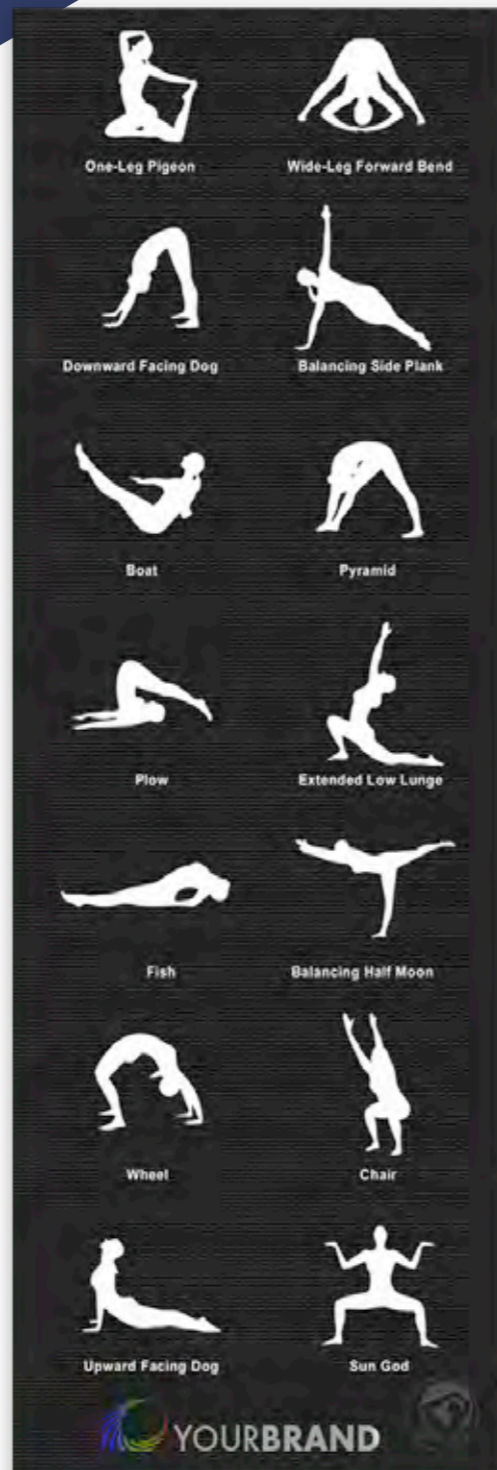 One-Leg Pigeon
Wide-Leg Forward Bend
Downward Facing Dog
Balancing Side Plank
Boat
Pyramid
Plow
Extended Low Lunge
Fish
Balancing Half Moon
Wheel
Chair
Upward Facing Dog
Sun God
YOURBRAND